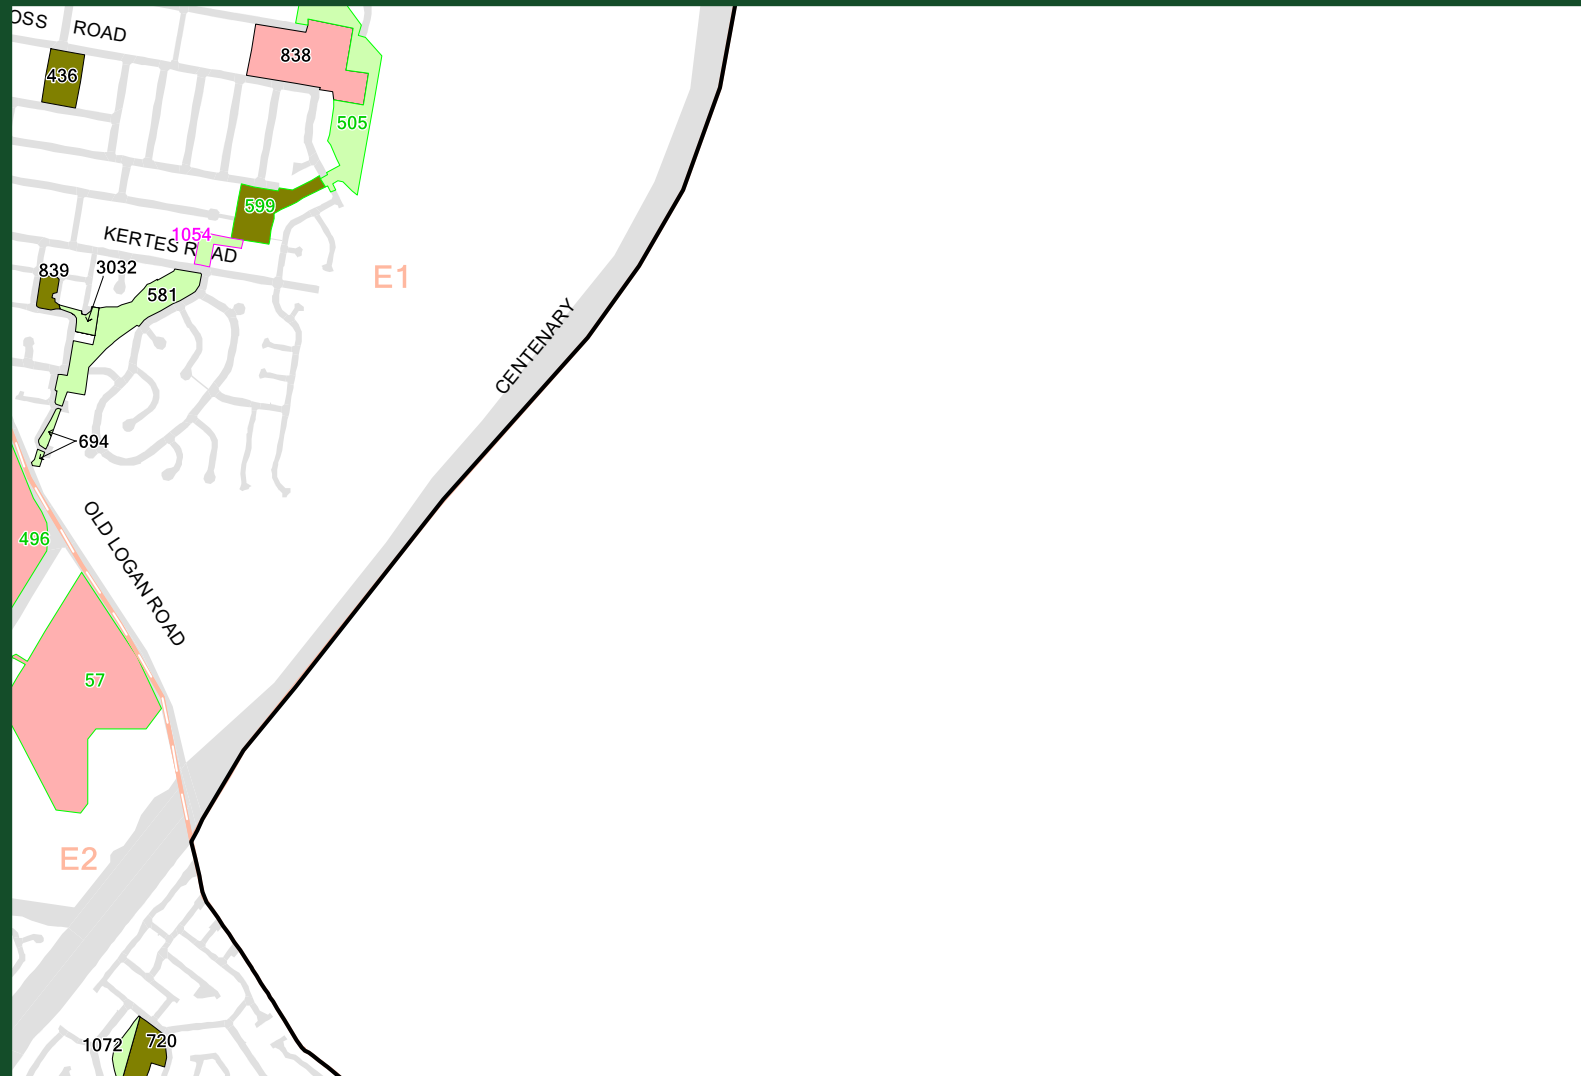 OSS ROAD
838
436
505
599
1054
KERTES ROAD
E1
839
3032
581
CENTENARY
694
OLD LOGAN ROAD
496
57
E2
1072
720